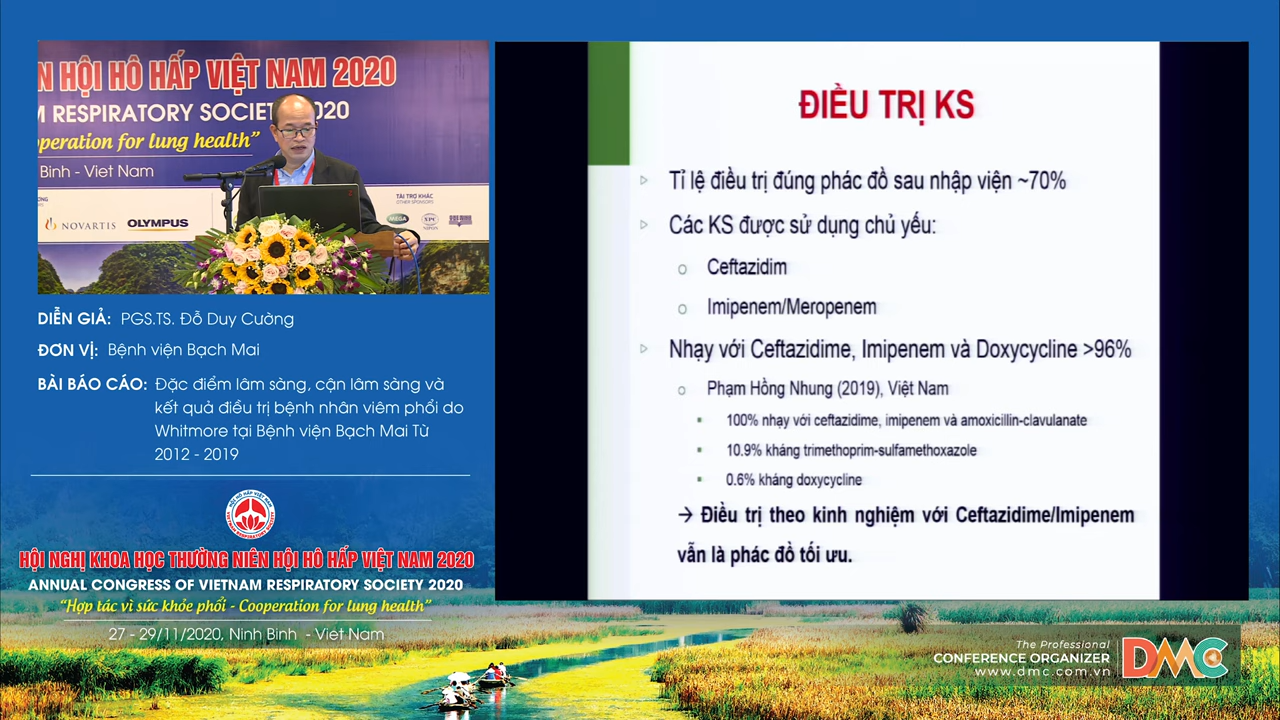 N HỘI HÔ HẤP VIỆT NAM 2020
M RESPIRATORY SOCIETY 2020
operation for lung health”
Binh - Viet Nam
TÀI TRỢ KHÁC
OTHER SPONSORS
NOVARTIS
OLYMPUS
MEGA
DIỄN GIẢ: PGS.TS. Đỗ Duy Cường
ĐƠN VỊ: Bệnh viện Bạch Mai
BÀI BÁO CÁO: Đặc điểm lâm sàng, cận lâm sàng và
kết quả điều trị bệnh nhân viêm phổi do
Whitmore tại Bệnh viện Bạch Mai Từ
2012 - 2019
HỘI NGHỊ KHOA HỌC THƯỜNG NIÊN HỘI HÔ HẤP VIỆT NAM 2020
ANNUAL CONGRESS OF VIETNAM RESPIRATORY SOCIETY 2020
“Hợp tác vì sức khỏe phổi - Cooperation for lung health”
27 - 29/11/2020, Ninh Binh - Viet Nam
ĐIỀU TRỊ KS
Tỉ lệ điều trị đúng phác đồ sau nhập viện ~70%
Các KS được sử dụng chủ yếu:
Ceftazidim
Imipenem/Meropenem
Nhạy với Ceftazidime, Imipenem và Doxycycline >96%
Phạm Hồng Nhung (2019), Việt Nam
100% nhạy với ceftazidime, imipenem và amoxicillin-clavulanate
10.9% kháng trimethoprim-sulfamethoxazole
0.6% kháng doxycycline
→ Điều trị theo kinh nghiệm với Ceftazidime/Imipenem
vẫn là phác đồ tối ưu.
The Professional
CONFERENCE ORGANIZER
www.dmc.com.vn
DMC